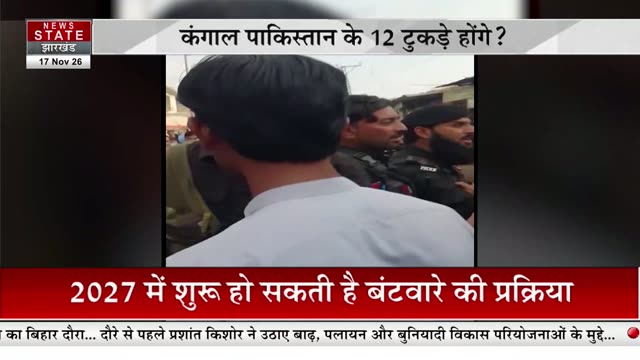 NEWS
STATE
झारखंड
17 Nov 26
कंगाल पाकिस्तान के 12 टुकड़े होंगे?
2027 में शुरू हो सकती है बंटवारे की प्रक्रिया
का बिहार दौरा... दौरे से पहले प्रशांत किशोर ने उठाए बाढ़, पलायन और बुनियादी विकास परियोजनाओं के मुद्दे...